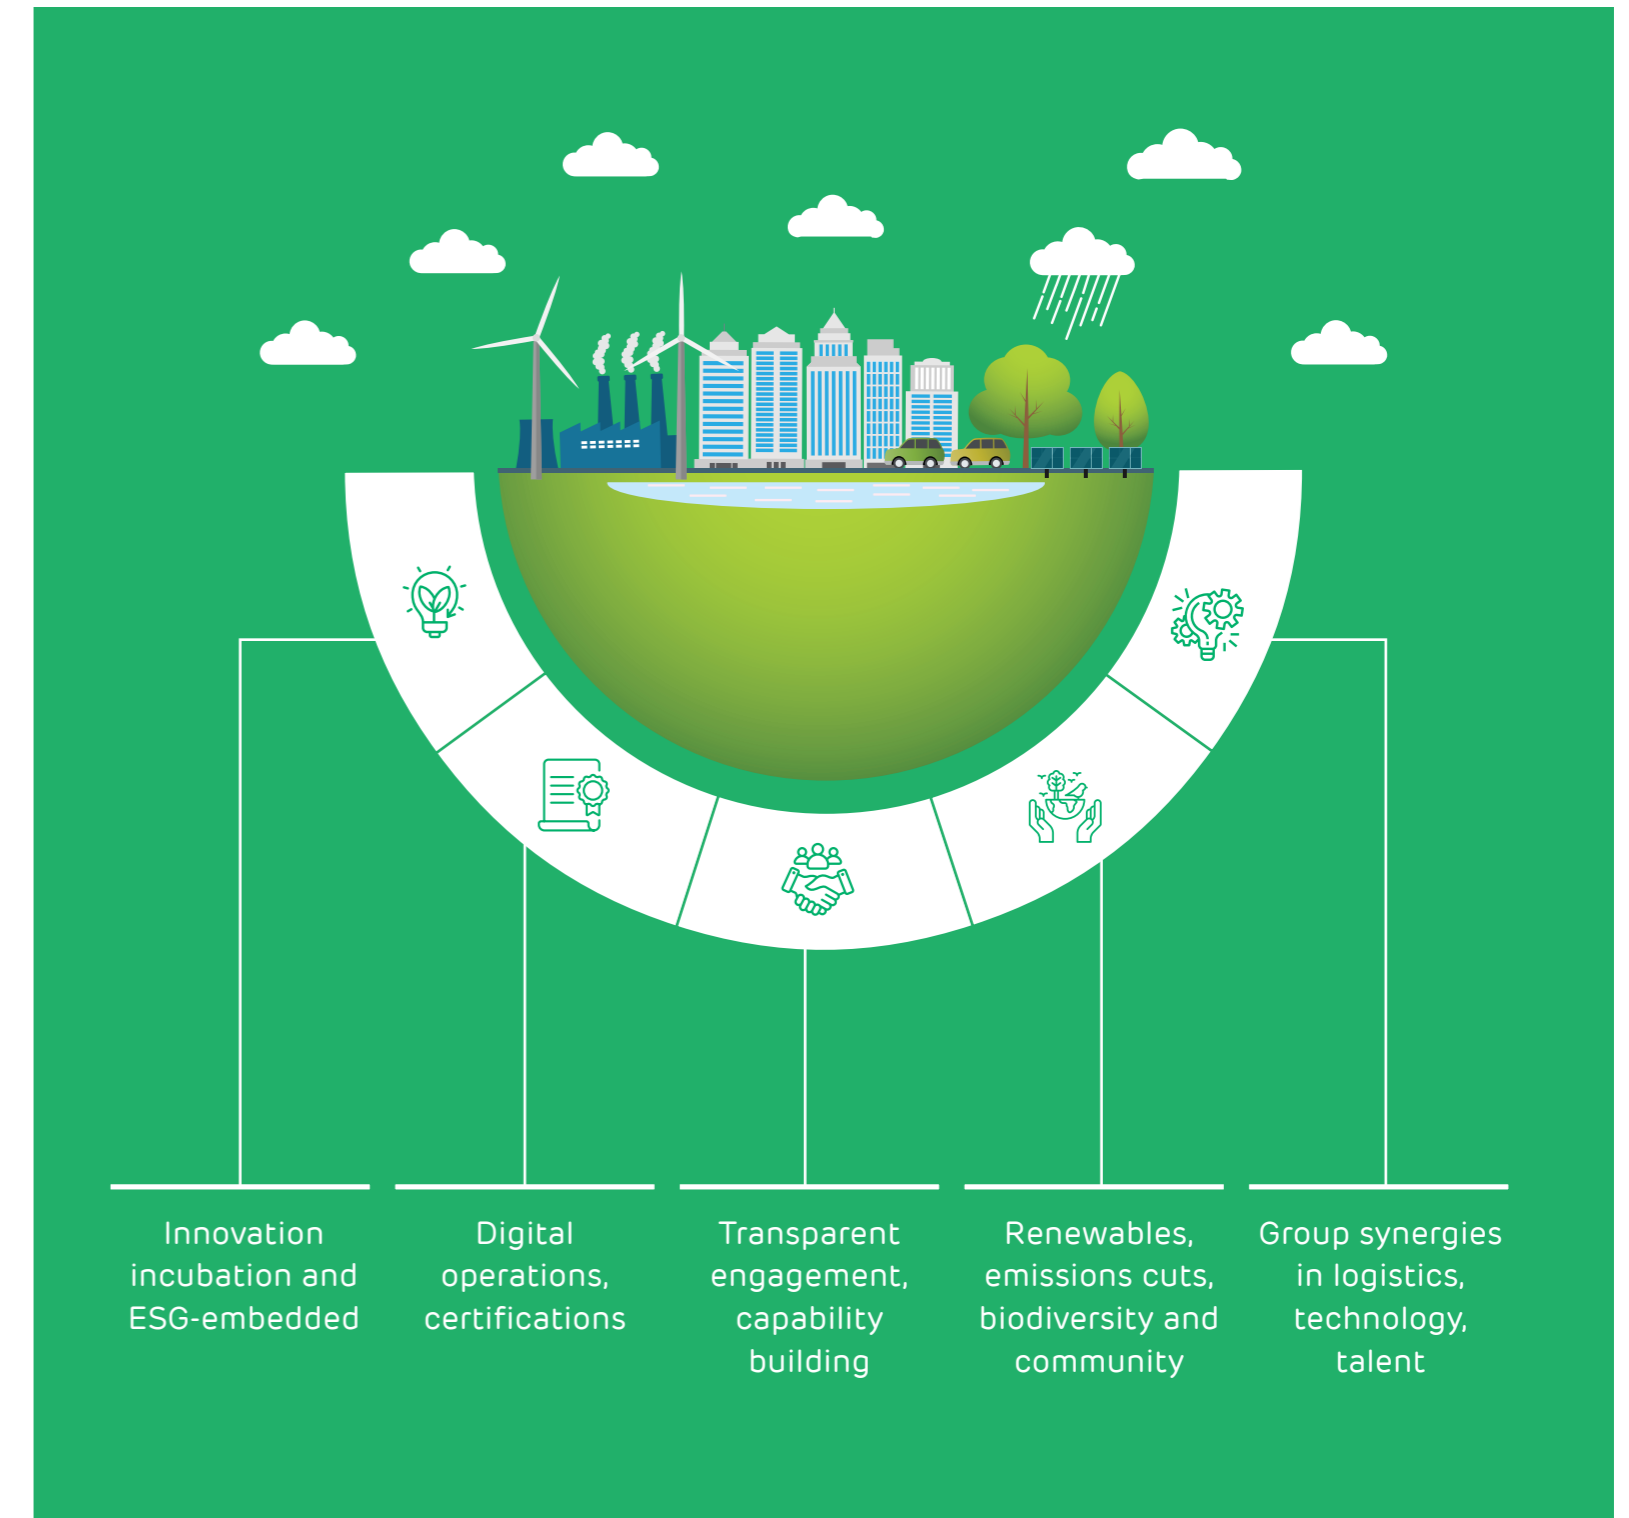 Innovation
incubation and
ESG-embedded
Digital
operations,
certifications
Transparent
engagement,
capability
building
Renewables,
emissions cuts,
biodiversity and
community
Group synergies
in logistics,
technology,
talent